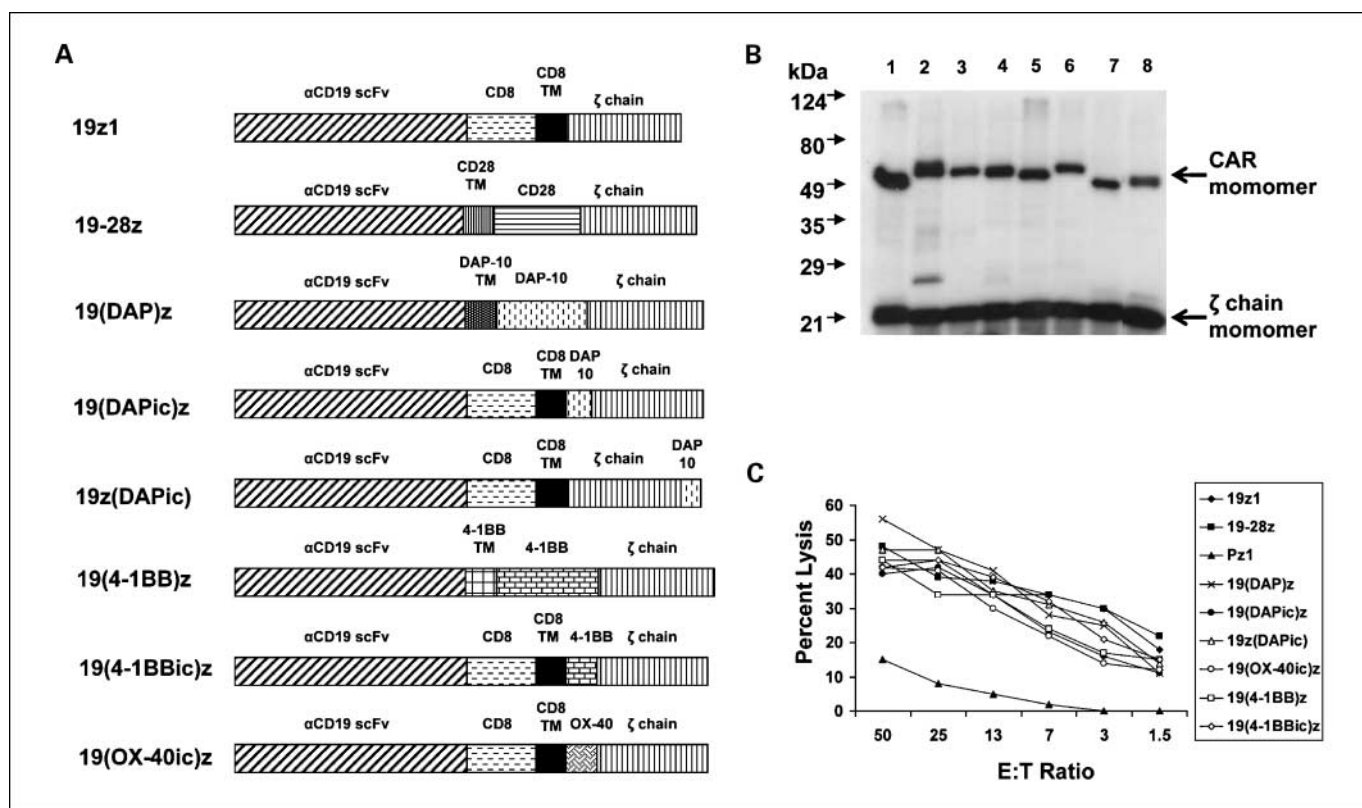 A
αCD19 scFv CD8 CD8 TM ζ chain
19z1
αCD19 scFv CD28 TM CD28 ζ chain
19-28z
αCD19 scFv DAP-10 TM DAP-10 ζ chain
19(DAP)z
αCD19 scFv CD8 CD8 TM DAP 10 ζ chain
19(DAPic)z
αCD19 scFv CD8 CD8 TM ζ chain DAP 10
19z(DAPic)
αCD19 scFv 4-1BB TM 4-1BB ζ chain
19(4-1BB)z
αCD19 scFv CD8 CD8 TM 4-1BB ζ chain
19(4-1BBic)z
αCD19 scFv CD8 CD8 TM OX-40 ζ chain
19(OX-40ic)z
B
kDa 1 2 3 4 5 6 7 8
124
80
49
35
29
21
CAR
momomer
ζ chain
momomer
C
Percent Lysis
60
50
40
30
20
10
0
50 25 13 7 3 1.5
E:T Ratio
19z1
19-28z
Pz1
19(DAP)z
19(DAPic)z
19z(DAPic)
19(OX-40ic)z
19(4-1BB)z
19(4-1BBic)z